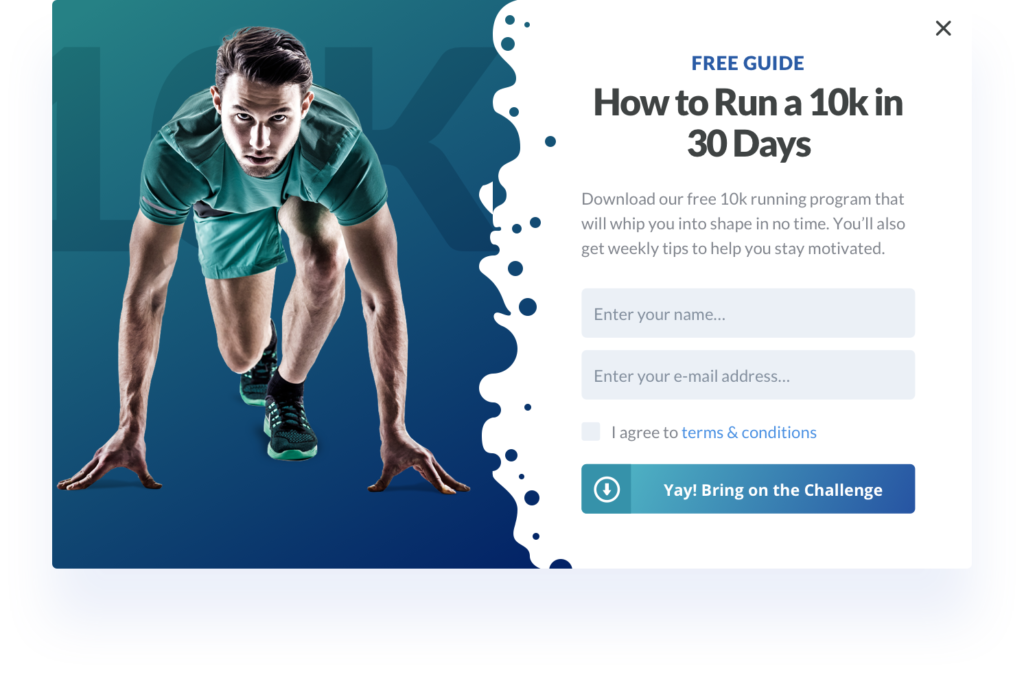 10K
FREE GUIDE
How to Run a 10k in
30 Days
Download our free 10k running program that
will whip you into shape in no time. You’ll also
get weekly tips to help you stay motivated.
Enter your name...
Enter your e-mail address...
I agree to terms & conditions
Yay! Bring on the Challenge